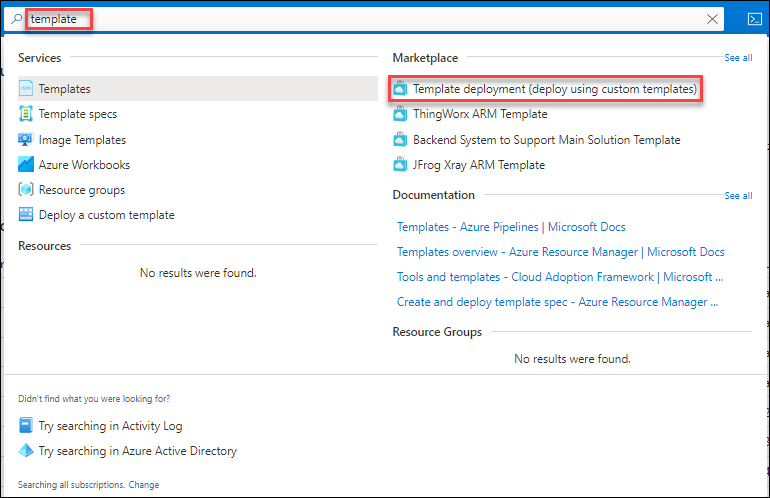 template
Services
Templates
Template specs
Image Templates
Azure Workbooks
Resource groups
Deploy a custom template
Resources
No results were found.
Marketplace
See all
Template deployment (deploy using custom templates)
ThingWorx ARM Template
Backend System to Support Main Solution Template
JFrog Xray ARM Template
Documentation
See all
Templates - Azure Pipelines | Microsoft Docs
Templates overview - Azure Resource Manager | Microsoft Docs
Tools and templates - Cloud Adoption Framework | Microsoft ...
Create and deploy template spec - Azure Resource Manager ...
Resource Groups
No results were found.
Didn't find what you were looking for?
Try searching in Activity Log
Try searching in Azure Active Directory
Searching all subscriptions. Change